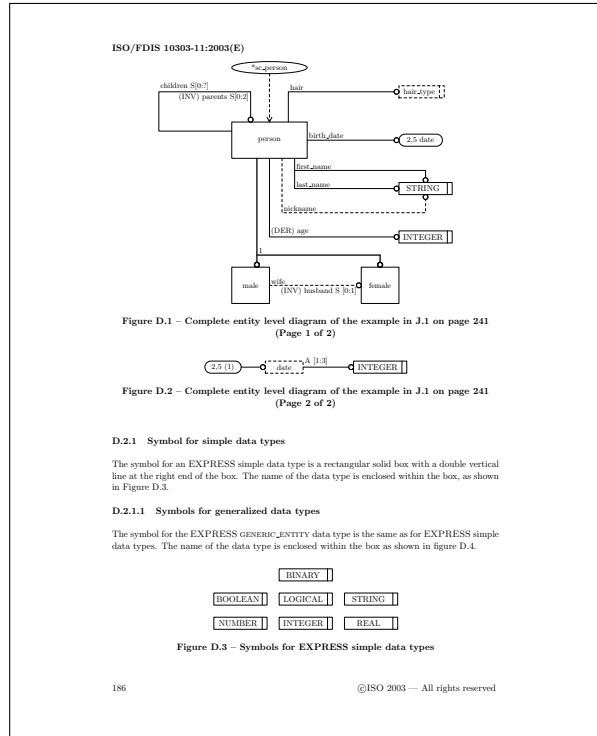 ISO/FDIS 10303-11:2003(E)
*sc_person
children S[0:?]
(INV) parents S[0:2]
hair
hair_type
person
birth_date
2,5 date
first_name
last_name
STRING
nickname
(DER) age
INTEGER
1
male
wife
(INV) husband S [0:1]
female
Figure D.1 – Complete entity level diagram of the example in J.1 on page 241
(Page 1 of 2)
2,5 (1)
date
A [1:3]
INTEGER
Figure D.2 – Complete entity level diagram of the example in J.1 on page 241
(Page 2 of 2)
D.2.1 Symbol for simple data types
The symbol for an EXPRESS simple data type is a rectangular solid box with a double vertical
line at the right end of the box. The name of the data type is enclosed within the box, as shown
in Figure D.3.
D.2.1.1 Symbols for generalized data types
The symbol for the EXPRESS GENERIC_ENTITY data type is the same as for EXPRESS simple
data types. The name of the data type is enclosed within the box as shown in figure D.4.
BINARY
BOOLEAN LOGICAL STRING
NUMBER INTEGER REAL
Figure D.3 – Symbols for EXPRESS simple data types
186 ©ISO 2003 — All rights reserved